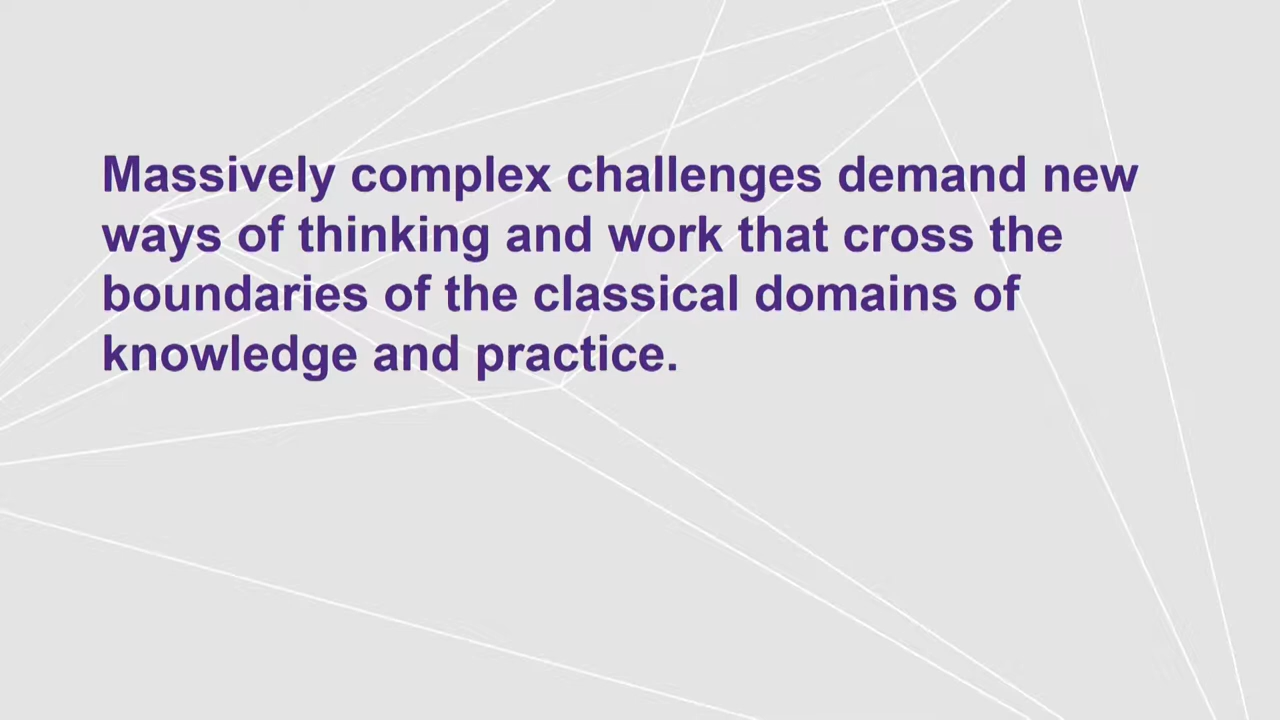 Massively complex challenges demand new
ways of thinking and work that cross the
boundaries of the classical domains of
knowledge and practice.